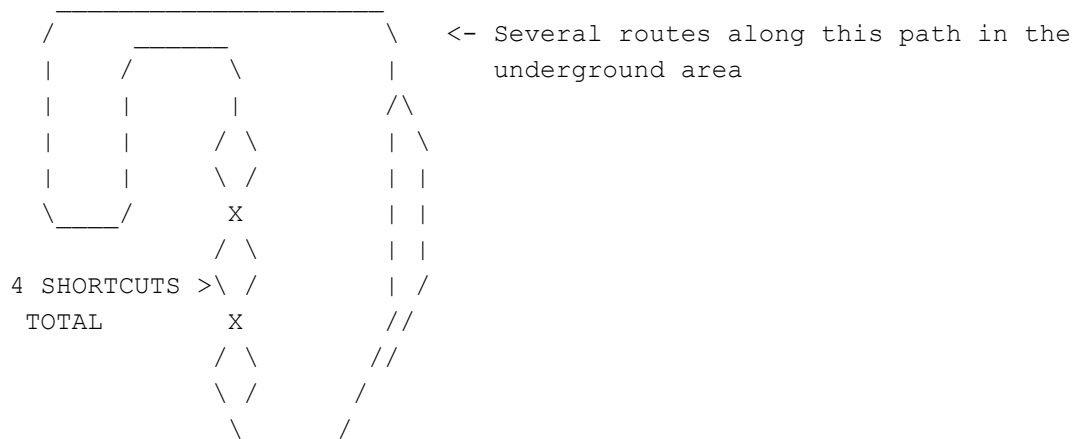 <- Several routes along this path in the
underground area
X
4 SHORTCUTS >
TOTAL X